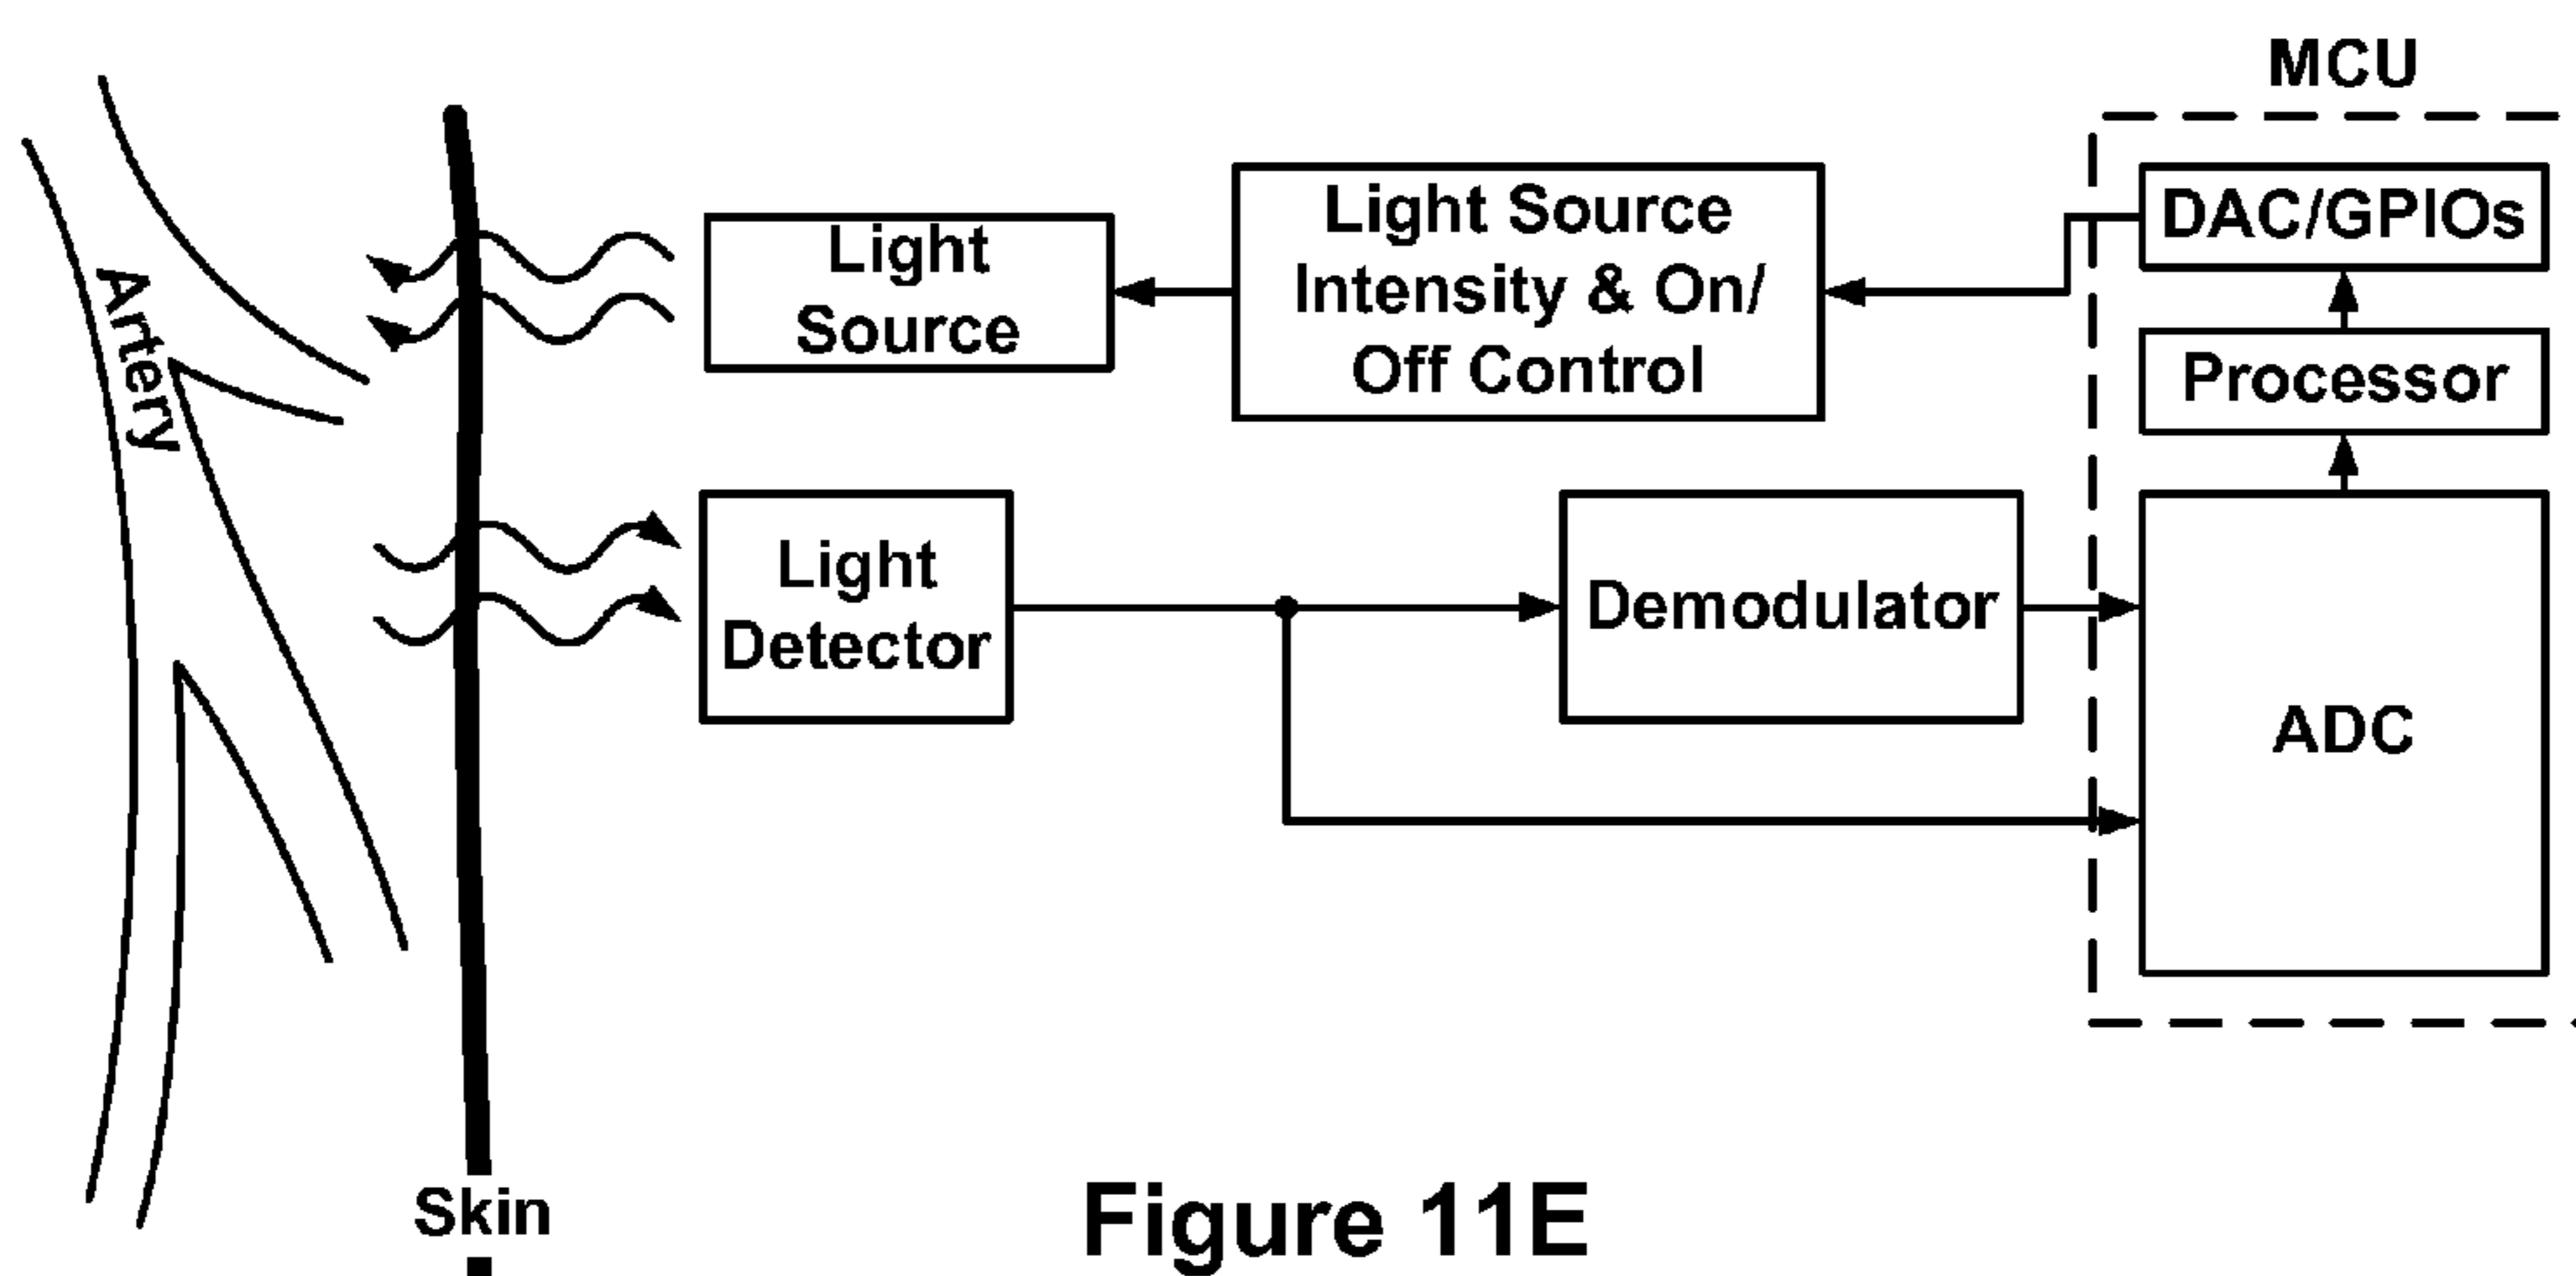 MCU
Light Source
Intensity & On/
Off Control
DAC/GPIOs
Light
Source
Processor
Artery
Light
Detector
Demodulator
ADC
Skin
Figure 11E